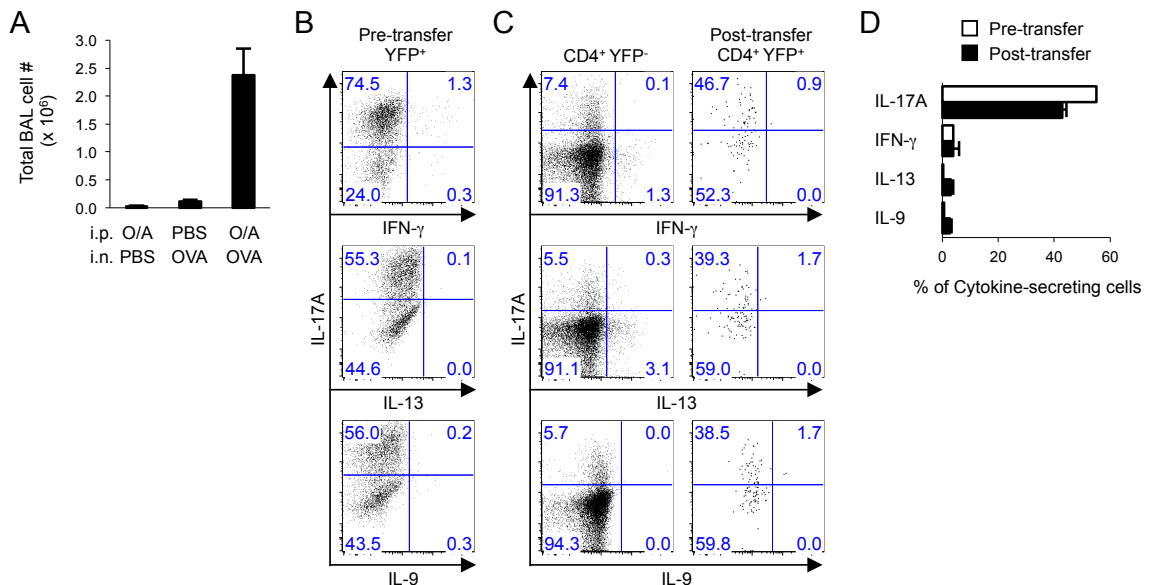 A
Total BAL cell #
(x 10⁶)
3.0
2.5
2.0
1.5
1.0
0.5
0.0
i.p. O/A PBS O/A
i.n. PBS OVA OVA
B
Pre-transfer
YFP⁺
IL-17A
74.5 1.3
24.0 0.3
IFN-γ
55.3 0.1
44.6 0.0
IL-13
56.0 0.2
43.5 0.3
IL-9
C
CD4⁺ YFP⁻
Post-transfer
CD4⁺ YFP⁺
IL-17A
7.4 0.1 46.7 0.9
91.3 1.3 52.3 0.0
IFN-γ
5.5 0.3 39.3 1.7
91.1 3.1 59.0 0.0
IL-13
5.7 0.0 38.5 1.7
94.3 0.0 59.8 0.0
IL-9
D
Pre-transfer
Post-transfer
IL-17A
IFN-γ
IL-13
IL-9
0 20 40 60
% of Cytokine-secreting cells